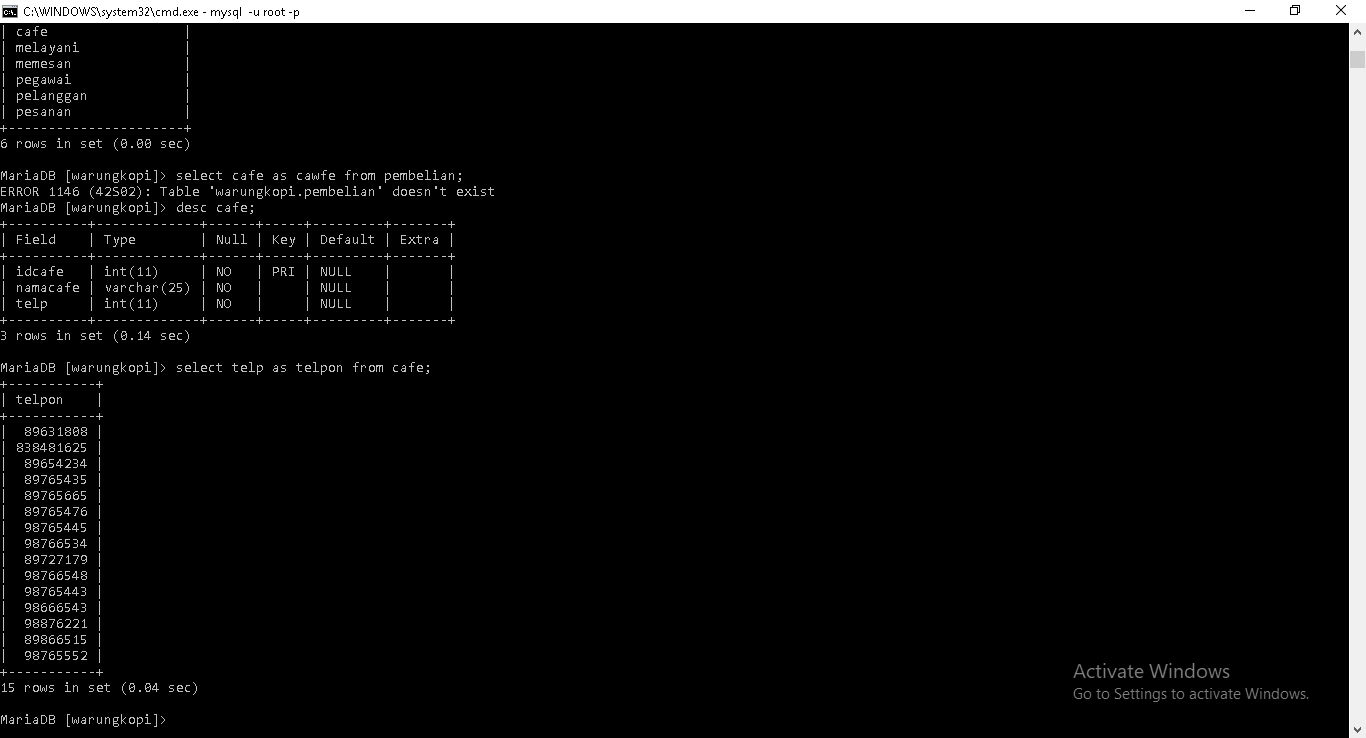 C:\WINDOWS\system32\cmd.exe - mysql -u root -p
| cafe                 |
| melayani             |
| memesan              |
| pegawai              |
| pelanggan            |
| pesanan              |
+----------------------+
6 rows in set (0.00 sec)
MariaDB [warungkopi]> select cafe as cawfe from pembelian;
ERROR 1146 (42S02): Table 'warungkopi.pembelian' doesn't exist
MariaDB [warungkopi]> desc cafe;
+----------+-------------+------+-----+---------+-------+
| Field    | Type        | Null | Key | Default | Extra |
+----------+-------------+------+-----+---------+-------+
| idcafe   | int(11)     | NO   | PRI | NULL    |       |
| namacafe | varchar(25) | NO   |     | NULL    |       |
| telp     | int(11)     | NO   |     | NULL    |       |
+----------+-------------+------+-----+---------+-------+
3 rows in set (0.14 sec)
MariaDB [warungkopi]> select telp as telpon from cafe;
+-----------+
| telpon    |
+-----------+
|  89631808 |
| 838481625 |
|  89654234 |
|  89765435 |
|  89765665 |
|  89765476 |
|  98765445 |
|  98766534 |
|  89727179 |
|  98766548 |
|  98765443 |
|  98666543 |
|  98876221 |
|  89866515 |
|  98765552 |
+-----------+
15 rows in set (0.04 sec)
MariaDB [warungkopi]>
Activate Windows
Go to Settings to activate Windows.